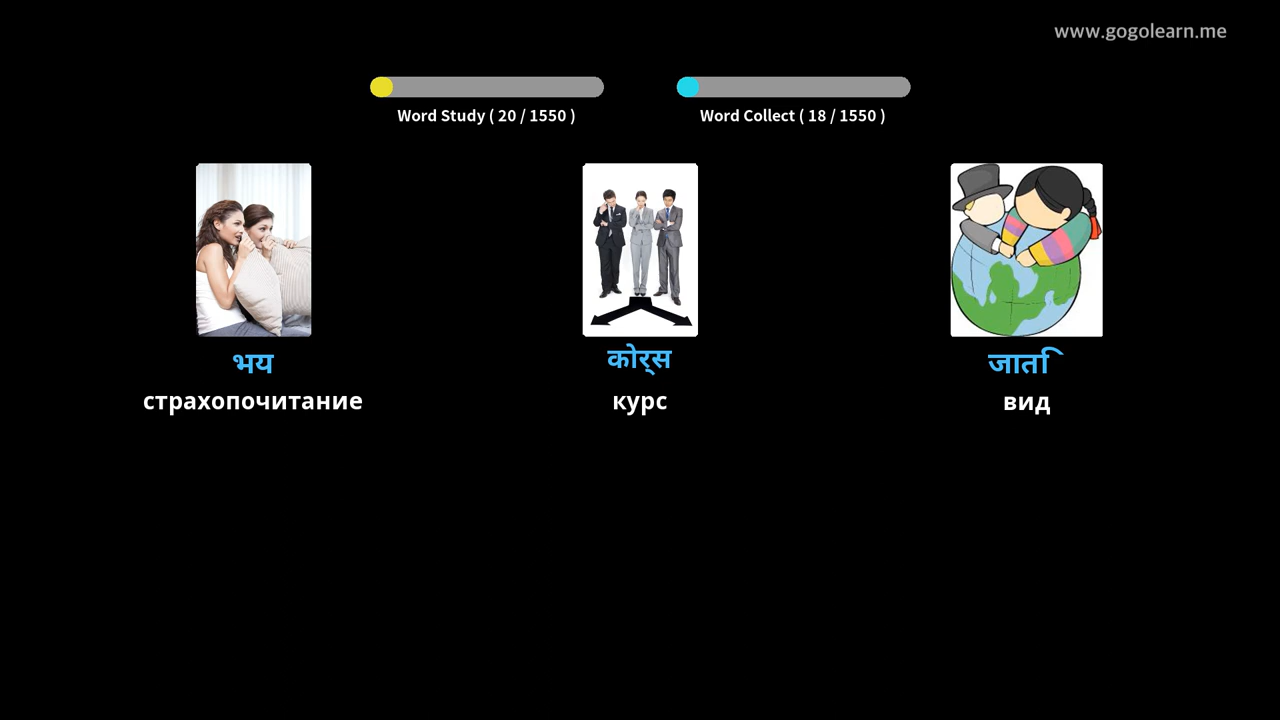 www.gogolearn.me
Word Study ( 20 / 1550 )
Word Collect ( 18 / 1550 )
भय
कोर्स
जाति
страхопочитание
курс
вид